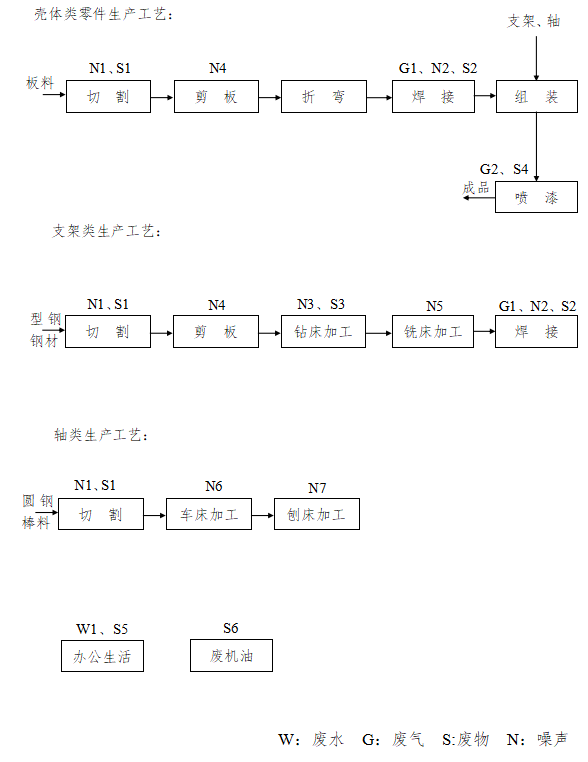 壳体类零件生产工艺：
支架、轴
N1、S1 N4 G1、N2、S2
板料 切 割 剪 板 折 弯 焊 接 组 装
G2、S4
成品 喷 漆
支架类生产工艺：
N1、S1 N4 N3、S3 N5 G1、N2、S2
型 钢
钢材 切 割 剪 板 钻床加工 铣床加工 焊 接
轴类生产工艺：
N1、S1 N6 N7
圆 钢
棒料 切 割 车床加工 刨床加工
W1、S5 S6
办公生活 废机油
W：废水 G：废气 S:废物 N：噪声